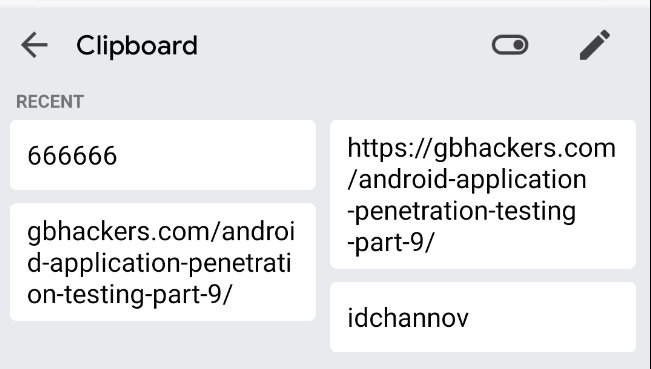 Clipboard
RECENT
666666
gbhackers.com/androi
d-application-penetrati
on-testing-part-9/
https://gbhackers.com
/android-application
-penetration-testing
-part-9/
idchannov